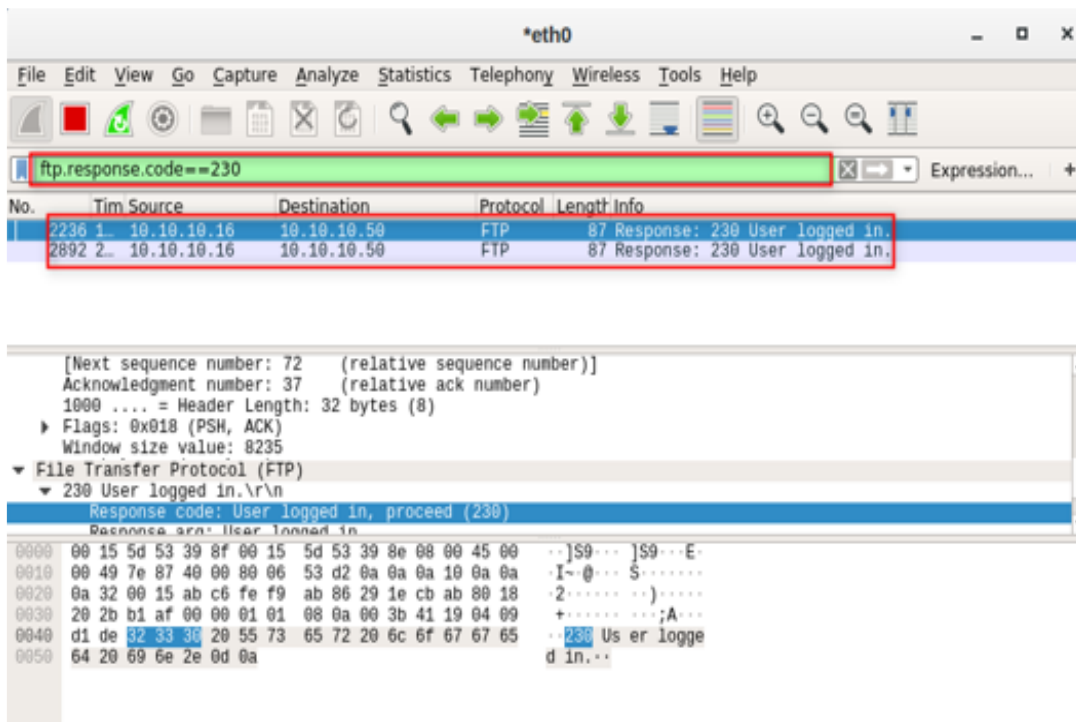 *eth0
File Edit View Go Capture Analyze Statistics Telephony Wireless Tools Help
ftp.response.code==230
Expression... +
No. Tim Source Destination Protocol Length Info
2236 1… 10.10.10.16 10.10.10.50 FTP 87 Response: 230 User logged in.
2892 2… 10.10.10.16 10.10.10.50 FTP 87 Response: 230 User logged in.
[Next sequence number: 72 (relative sequence number)]
Acknowledgment number: 37 (relative ack number)
1000 .... = Header Length: 32 bytes (8)
Flags: 0x018 (PSH, ACK)
Window size value: 8235
File Transfer Protocol (FTP)
230 User logged in.\r\n
Response code: User logged in, proceed (230)
Response arg: User logged in.
0000 00 15 5d 53 39 8f 00 15 5d 53 39 8e 08 00 45 00 ··]S9··· ]S9···E·
0010 00 49 7e 87 40 00 80 06 53 d2 0a 0a 0a 10 0a 0a ·I~·@··· S·······
0020 0a 32 00 15 ab c6 fe f9 ab 86 29 1e cb ab 80 18 ·2······ ··)·····
0030 20 2b b1 af 00 00 01 01 08 0a 00 3b 41 19 04 09 +······ ···;A···
0040 d1 de 32 33 30 20 55 73 65 72 20 6c 6f 67 67 65 ··230 Us er logge
0050 64 20 69 6e 2e 0d 0a d in.··